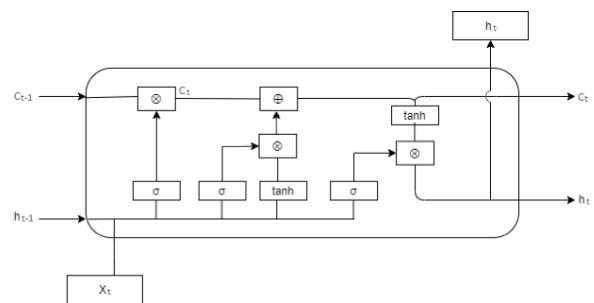 hₜ
Cₜ₋₁
⊗
Cₜ
⊕
Cₜ
tanh
⊗
⊗
σ
σ
tanh
σ
hₜ₋₁
hₜ
Xₜ